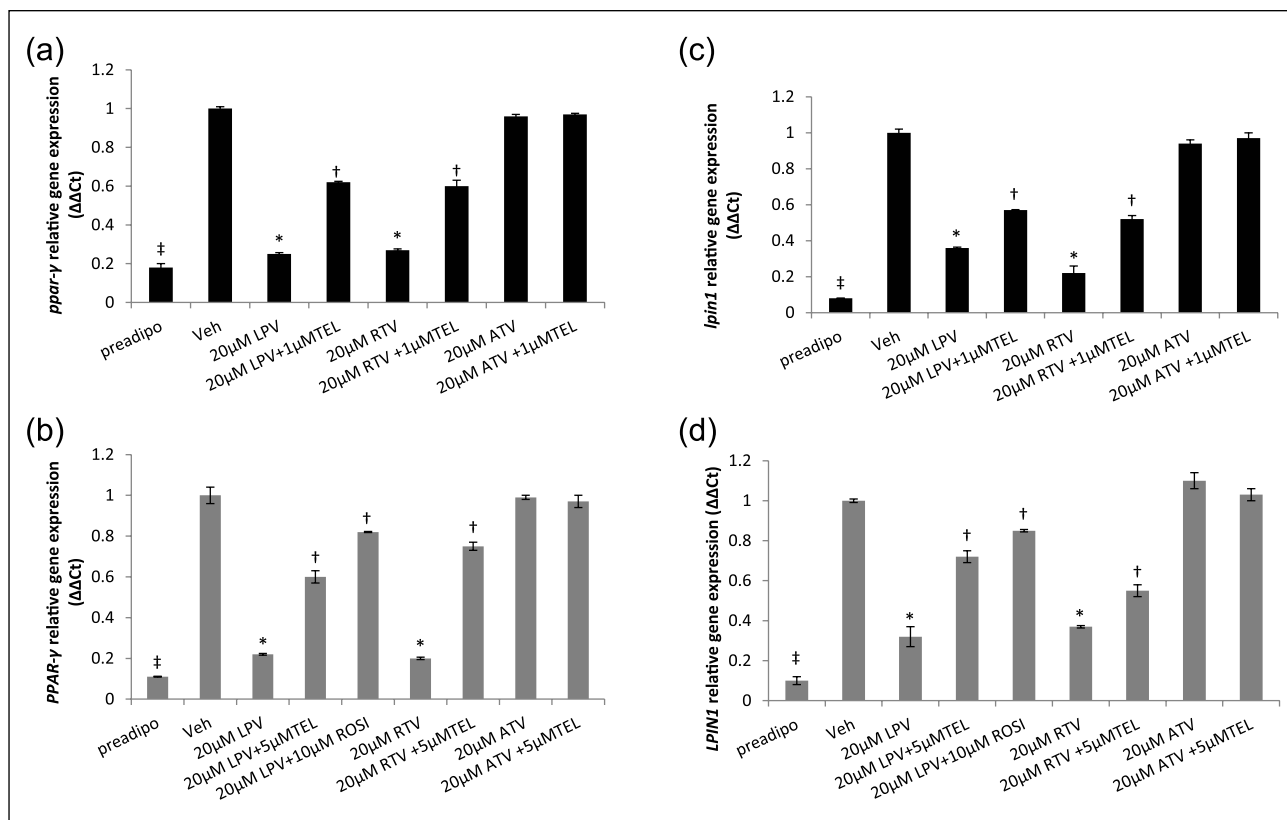 (a)
ppar-γ relative gene expression
(ΔΔCt)
1.2
1
0.8
0.6
0.4
0.2
0
‡
*
†
*
†
preadipo
Veh
20µM LPV
20µM LPV+1µMTEL
20µM RTV
20µM RTV +1µMTEL
20µM ATV
20µM ATV +1µMTEL
(c)
lpin1 relative gene expression
(ΔΔCt)
1.2
1
0.8
0.6
0.4
0.2
0
‡
*
†
*
†
preadipo
Veh
20µM LPV
20µM LPV+1µMTEL
20µM RTV
20µM RTV +1µMTEL
20µM ATV
20µM ATV +1µMTEL
(b)
PPAR-γ relative gene expression
(ΔΔCt)
1.2
1
0.8
0.6
0.4
0.2
0
‡
*
†
†
*
†
preadipo
Veh
20µM LPV
20µM LPV+5µMTEL
20µM LPV+10µM ROSI
20µM RTV
20µM RTV +5µMTEL
20µM ATV
20µM ATV +5µMTEL
(d)
LPIN1 relative gene expression (ΔΔCt)
1.2
1
0.8
0.6
0.4
0.2
0
‡
*
†
†
*
†
preadipo
Veh
20µM LPV
20µM LPV+5µMTEL
20µM LPV+10µM ROSI
20µM RTV
20µM RTV +5µMTEL
20µM ATV
20µM ATV +5µMTEL